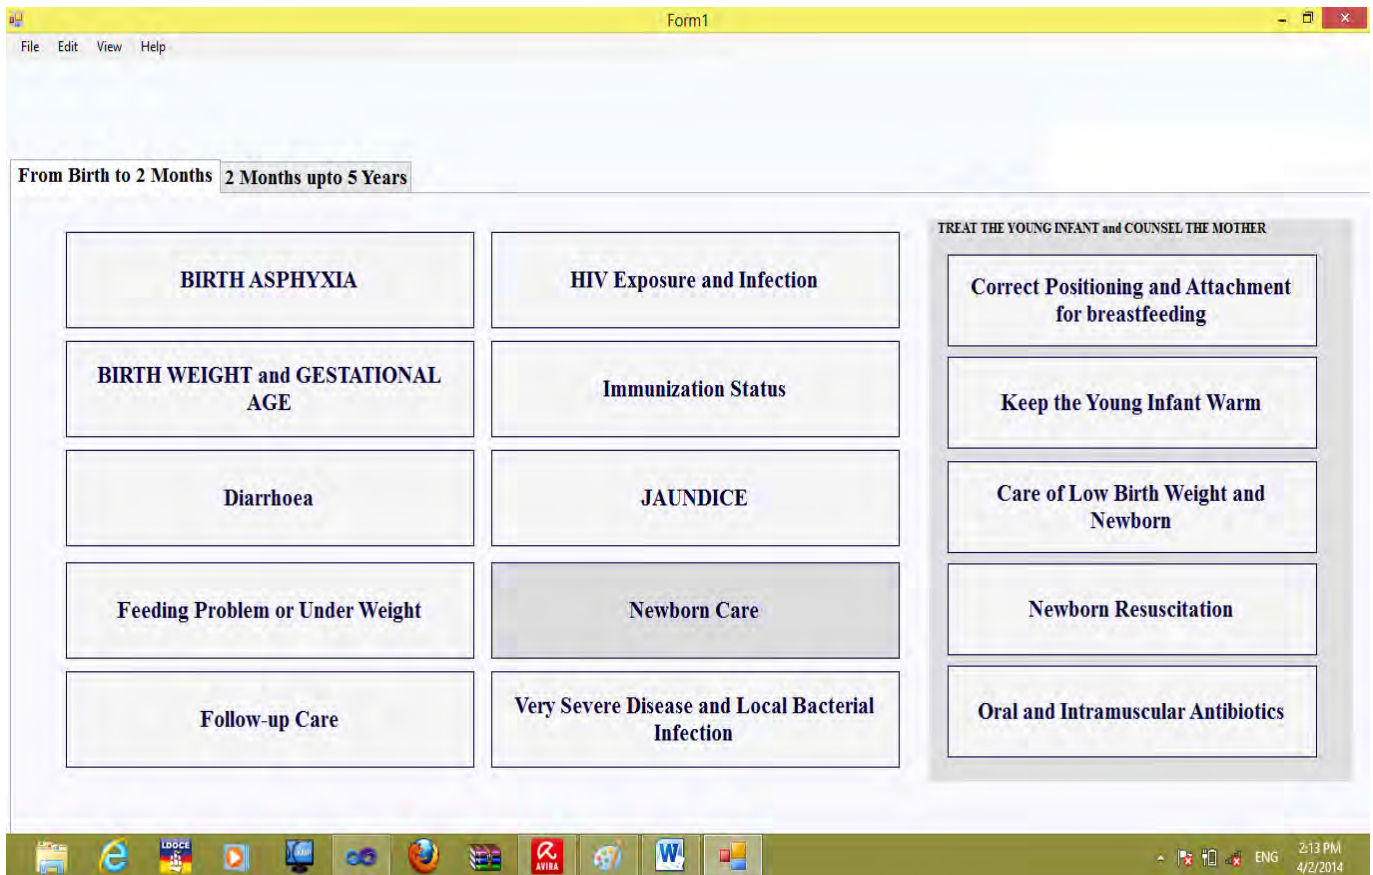 Form1
File Edit View Help
From Birth to 2 Months
2 Months upto 5 Years
BIRTH ASPHYXIA
HIV Exposure and Infection
BIRTH WEIGHT and GESTATIONAL
AGE
Immunization Status
Diarrhoea
JAUNDICE
Feeding Problem or Under Weight
Newborn Care
Follow-up Care
Very Severe Disease and Local Bacterial
Infection
TREAT THE YOUNG INFANT and COUNSEL THE MOTHER
Correct Positioning and Attachment
for breastfeeding
Keep the Young Infant Warm
Care of Low Birth Weight and
Newborn
Newborn Resuscitation
Oral and Intramuscular Antibiotics
LDOCE
AVIRA
W
ENG
2:13 PM
4/2/2014